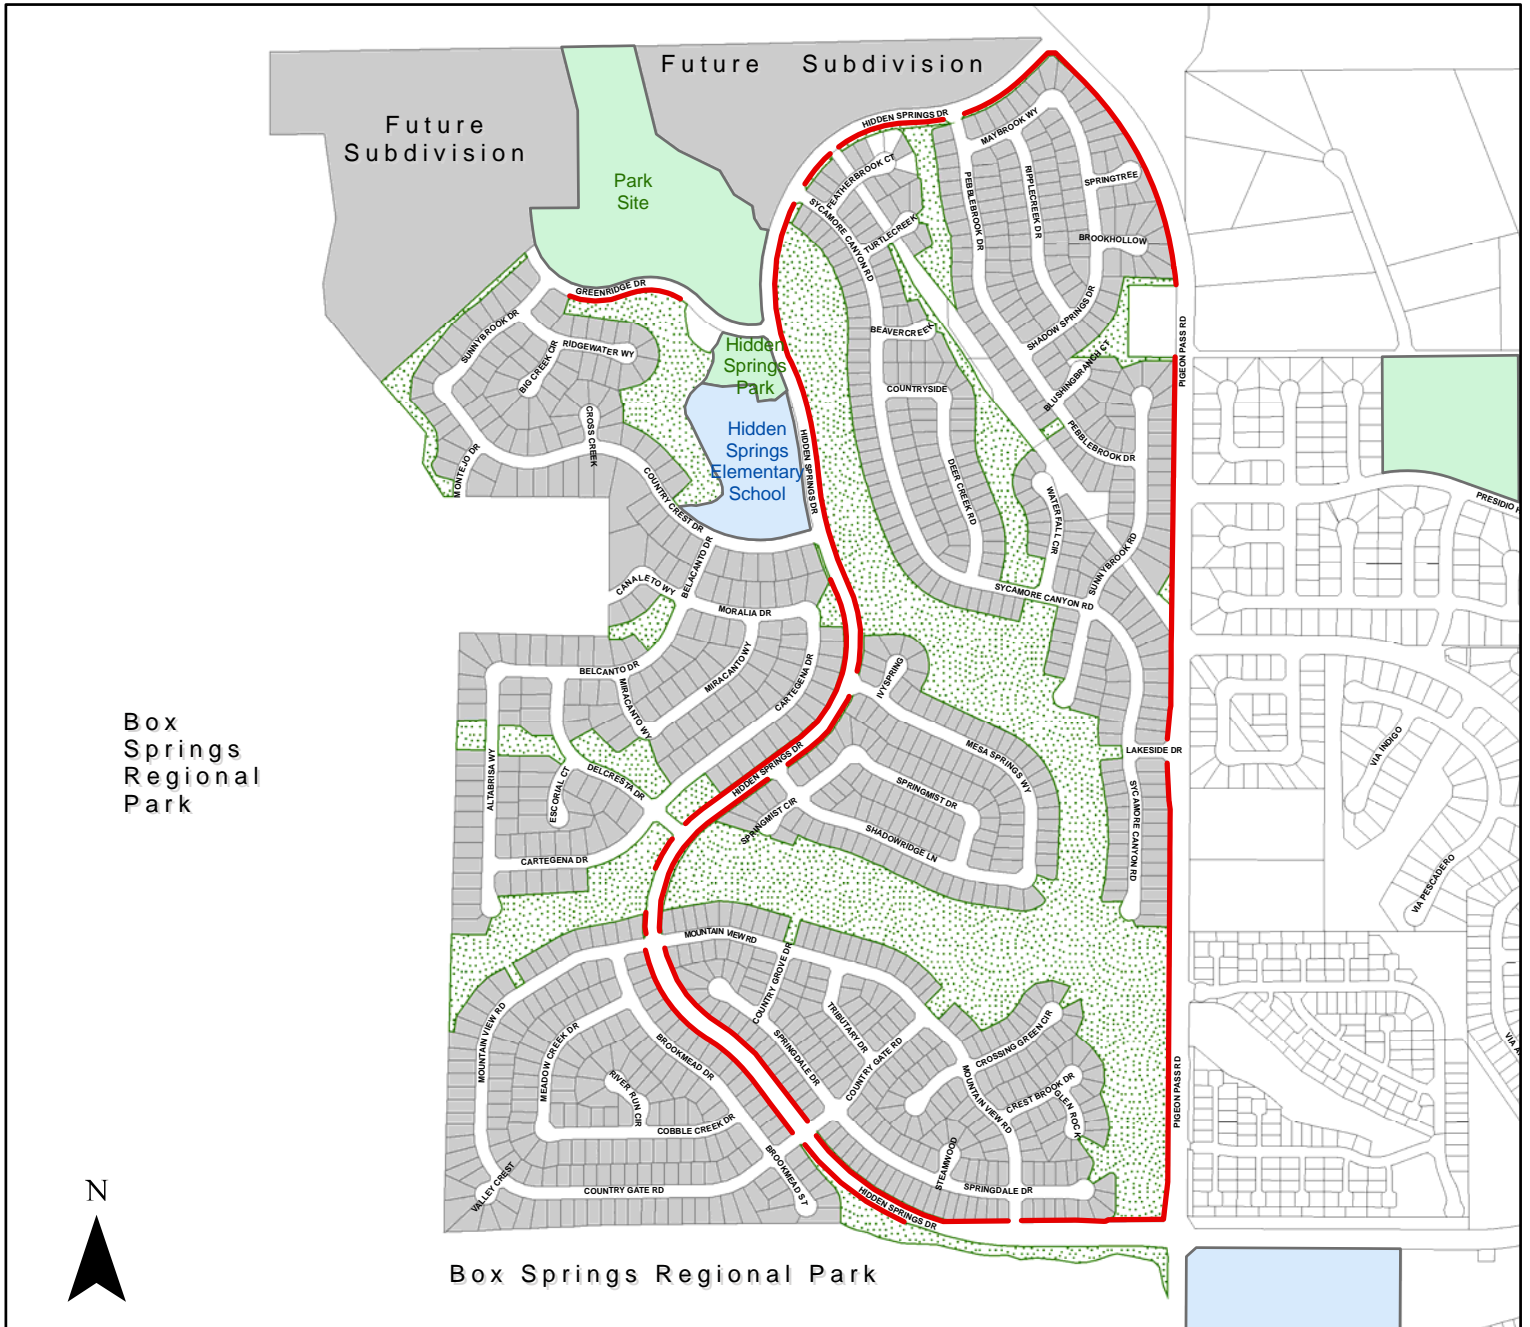 Future Subdivision
Future
Subdivision
HIDDEN SPRINGS DR
MAYBROOK WY
FEATHERBROOK CT
SPRINGTREE
Park
Site
PEBBLEBROOK DR
RIPPLECREEK DR
SYCAMORE CANYON RD
TURTLECREEK
BROOKHOLLOW
GREENRIDGE DR
SHADOW SPRINGS DR
SUNNYBROOK DR
BEAVERCREEK
PIGEON PASS RD
RIDGEWATER WY
BIG CREEK CIR
Hidden
Springs
Park
BLUSHINGBRANCH CT
COUNTRYSIDE
CROSS CREEK
Hidden
Springs
Elementary
School
HIDDEN SPRINGS DR
PEBBLEBROOK DR
MONTEJO DR
COUNTRY CREST DR
DEER CREEK RD
WATER FALL CIR
PRESIDIO
BELACANTO DR
SUNNYBROOK RD
CANALETO WY
MORALIA DR
SYCAMORE CANYON RD
BELCANTO DR
MIRACANTO WY
MIRACANTO WY
CARTEGENA DR
IVYSPRING
Box
Springs
Regional
Park
ALTABRISA WY
ESCORIAL CT
DELCRESTA DR
HIDDEN SPRINGS DR
MESA SPRINGS WY
LAKESIDE DR
VIA INDIGO
SPRINGMIST DR
SPRINGMIST CIR
SHADOWRIDGE LN
SYCAMORE CANYON RD
CARTEGENA DR
VIA PESCADERO
MOUNTAIN VIEW RD
COUNTRY GROVE DR
MOUNTAIN VIEW RD
MEADOW CREEK DR
BROOKMEAD DR
TRIBUTARY DR
SPRINGDALE DR
COUNTRY GATE RD
CROSSING GREEN CIR
VIA
RIVER RUN CIR
MOUNTAIN VIEW RD
CREST BROOK DR
GLEN ROCK
PIGEON PASS RD
COBBLE CREEK DR
VALLEY CREST
COUNTRY GATE RD
BROOKMEAD ST
STEAMWOOD
SPRINGDALE DR
HIDDEN SPRINGS DR
N
Box Springs Regional Park